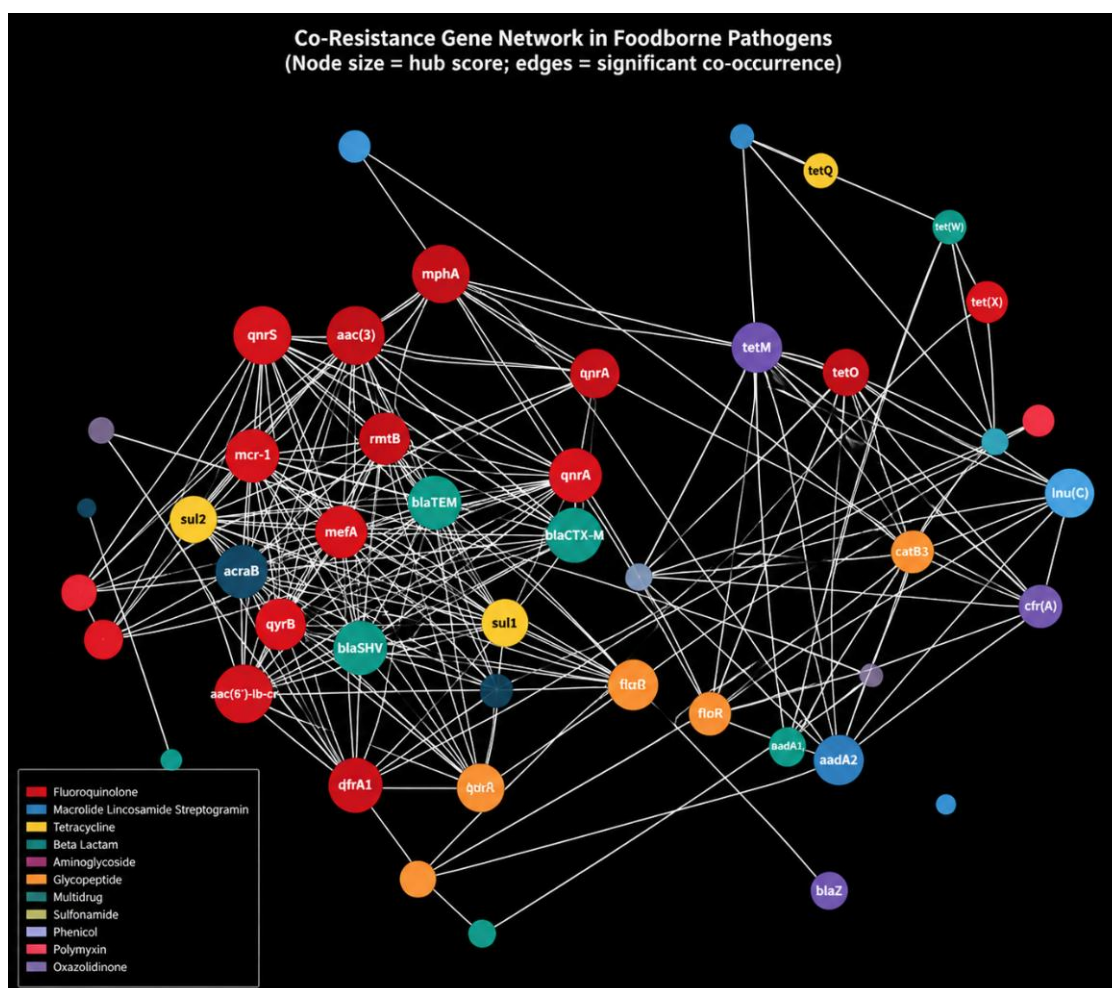 Co-Resistance Gene Network in Foodborne Pathogens
(Node size = hub score; edges = significant co-occurrence)
tetQ
tet(W)
mphA
tet(X)
qnrS
aac(3)
tetM
qnrA
tetO
rmtB
mcr-1
qnrA
lnu(C)
blaTEM
sul2
mefA
blaCTX-M
catB3
acraB
cfr(A)
qyrB
sul1
blaSHV
aac(6')-lb-cr
floR
aadA2
dfrA1
blaZ
Fluoroquinolone
Macrolide Lincosamide Streptogramin
Tetracycline
Beta Lactam
Aminoglycoside
Glycopeptide
Multidrug
Sulfonamide
Phenicol
Polymyxin
Oxazolidinone